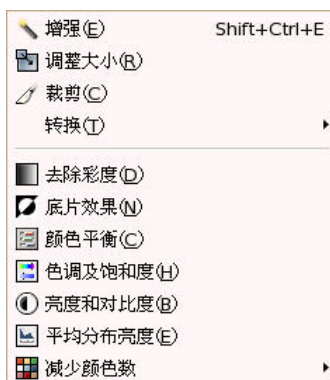 增强(E) Shift+Ctrl+E
调整大小(R)
裁剪(C)
转换(T)
去除彩度(D)
底片效果(N)
颜色平衡(C)
色调及饱和度(H)
亮度和对比度(B)
平均分布亮度(E)
减少颜色数